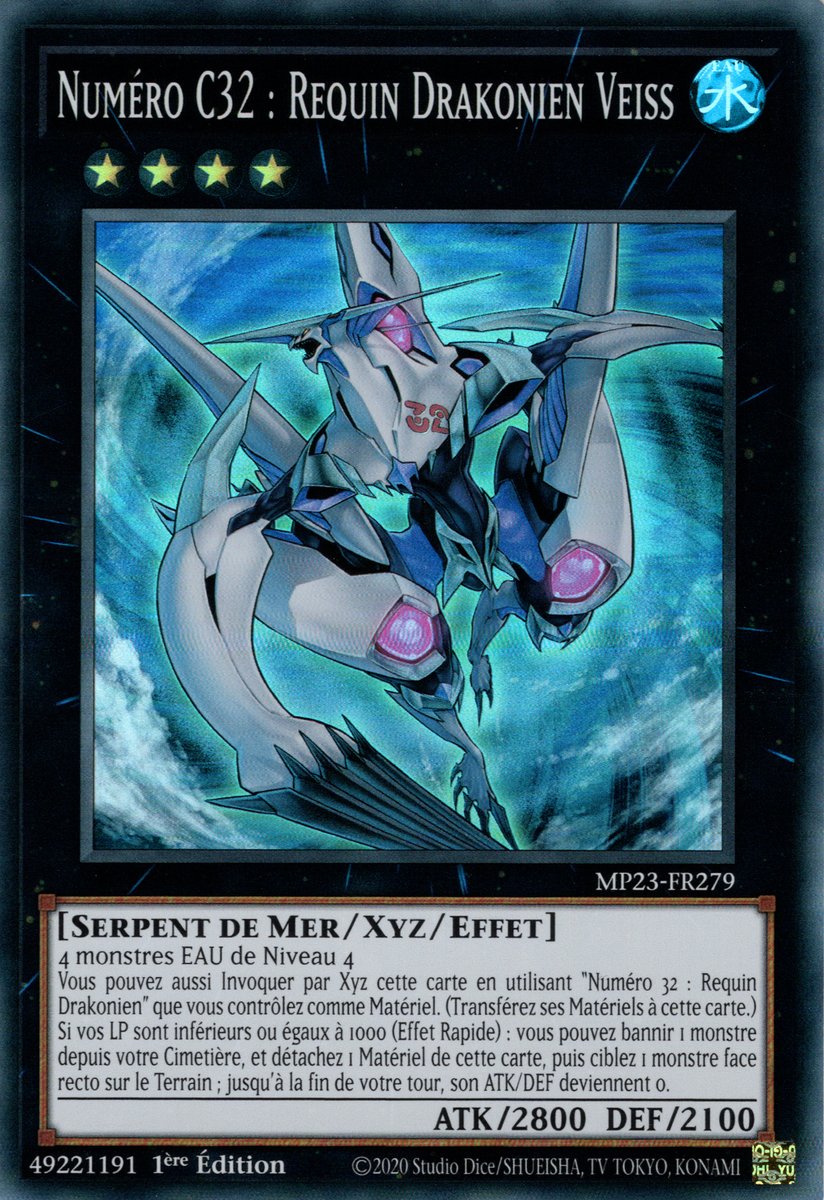 Numéro C32 : Requin Drakonien Veiss
EAU
水
32
MP23-FR279
[Serpent de Mer/Xyz/Effet]
4 monstres EAU de Niveau 4
Vous pouvez aussi Invoquer par Xyz cette carte en utilisant "Numéro 32 : Requin
Drakonien" que vous contrôlez comme Matériel. (Transférez ses Matériels à cette carte.)
Si vos LP sont inférieurs ou égaux à 1000 (Effet Rapide) : vous pouvez bannir 1 monstre
depuis votre Cimetière, et détachez 1 Matériel de cette carte, puis ciblez 1 monstre face
recto sur le Terrain ; jusqu'à la fin de votre tour, son ATK/DEF deviennent 0.
ATK/2800 DEF/2100
49221191 1ère Édition
©2020 Studio Dice/SHUEISHA, TV TOKYO, KONAMI